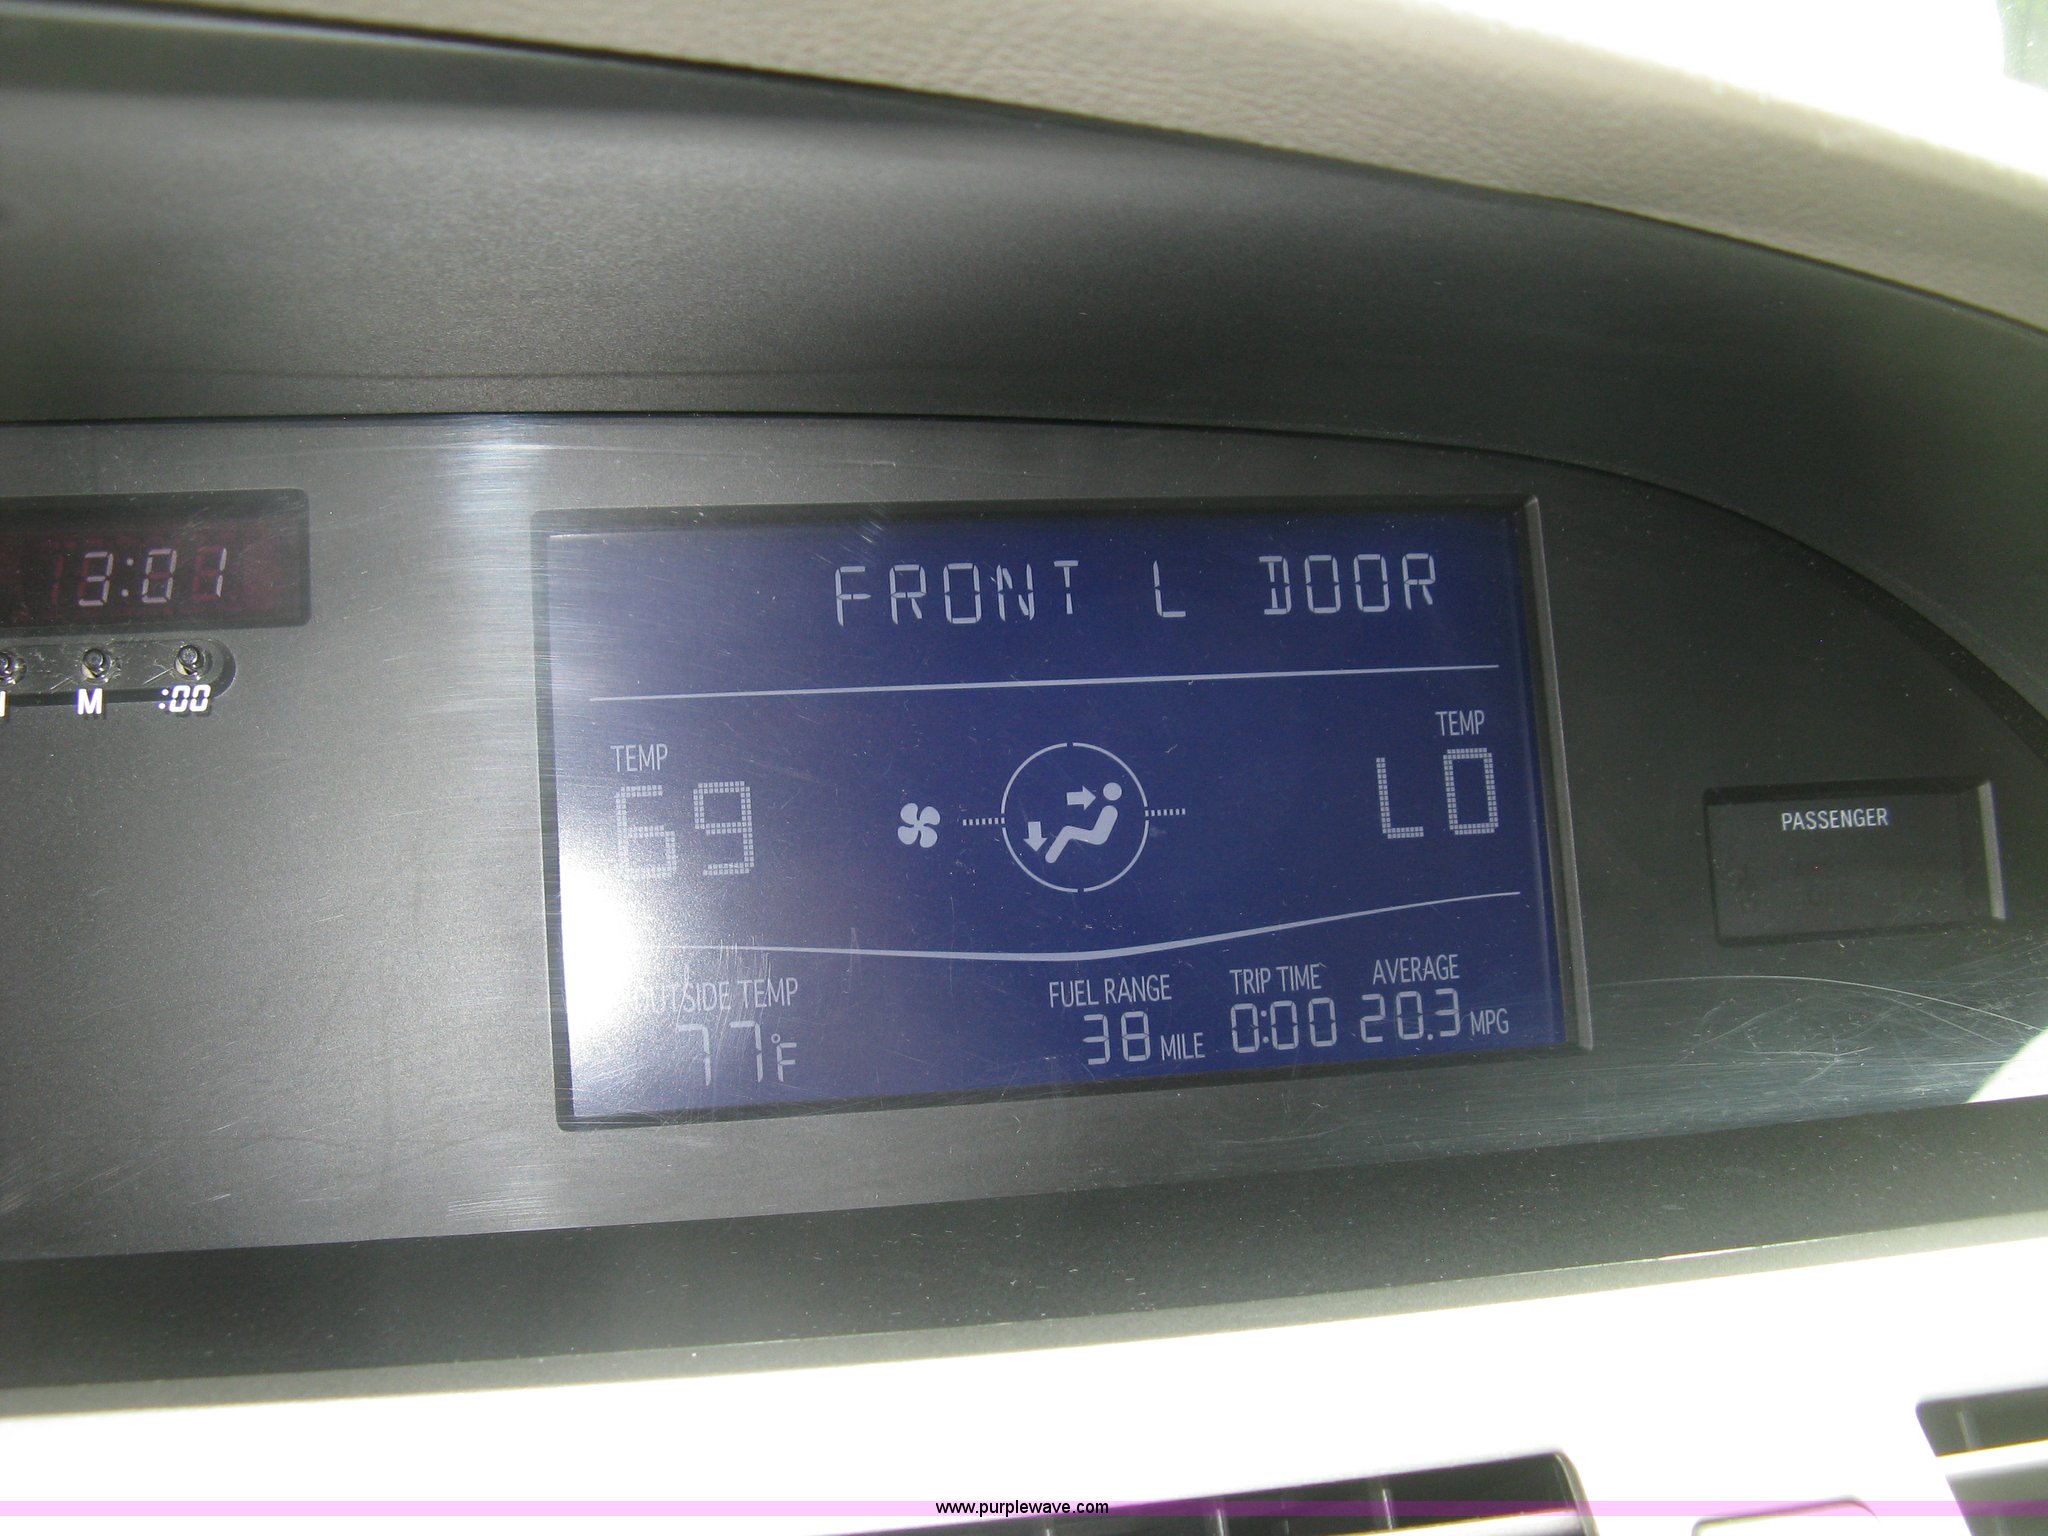 FRONT L DOOR
3:01
M
:00
TEMP
69
TEMP
LO
PASSENGER
OUTSIDE TEMP
77°F
FUEL RANGE
38 MILE
TRIP TIME
0:00
AVERAGE
20.3 MPG
www.purplewave.com